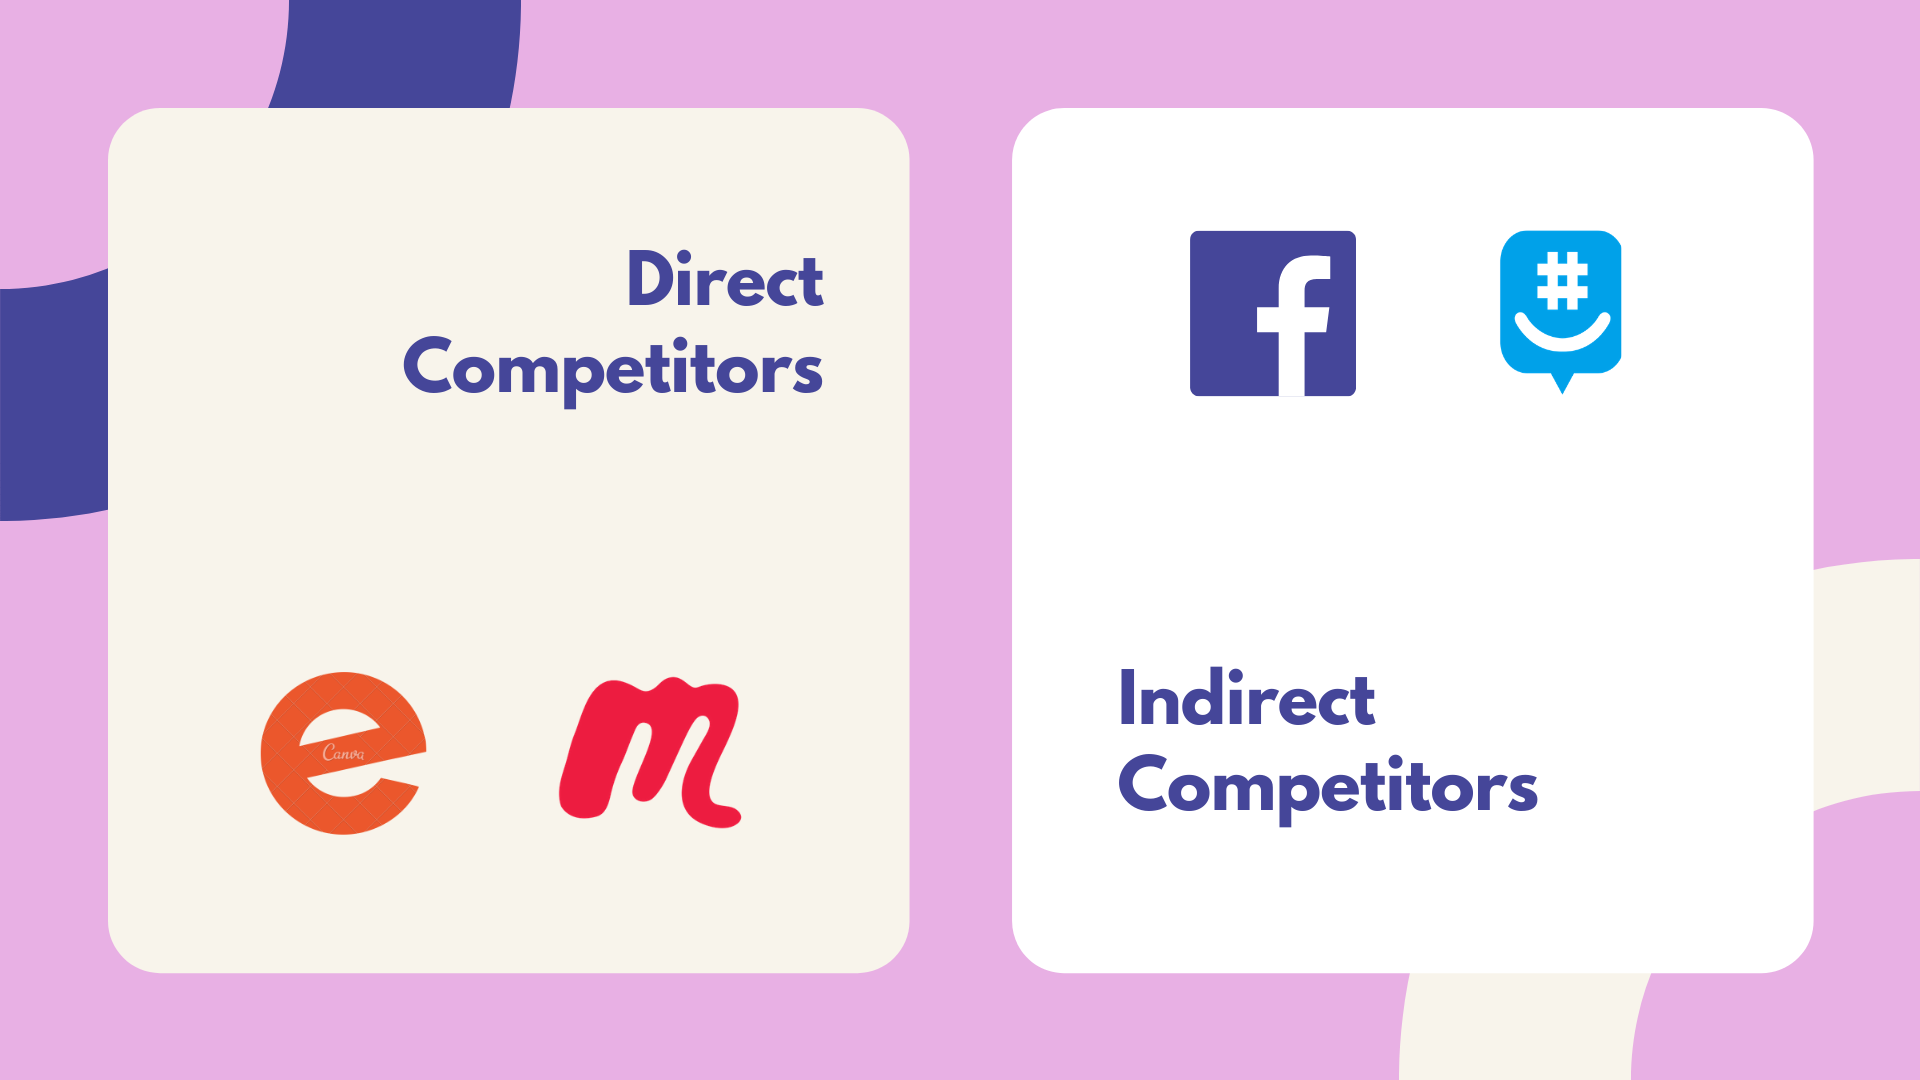 Direct
Competitors
Canva
Indirect
Competitors